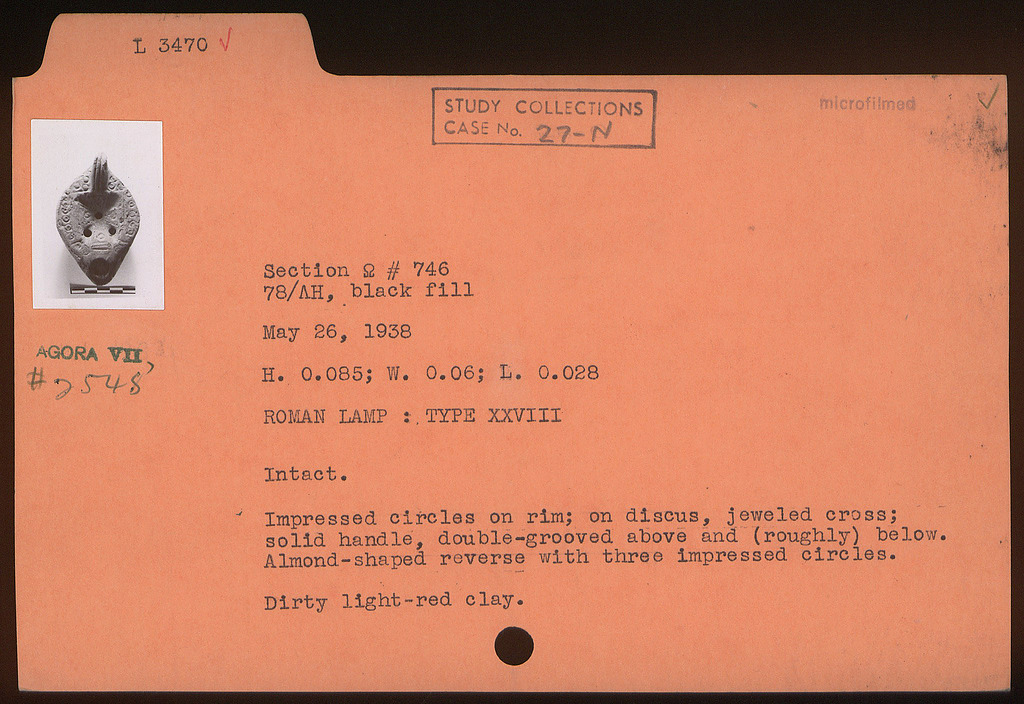 L 3470 ✓
STUDY COLLECTIONS
CASE No. 27-N
microfilmed ✓
Section Ω # 746
78/ΛH, black fill
May 26, 1938
AGORA VII,
# 2548
H. 0.085; W. 0.06; L. 0.028
ROMAN LAMP : TYPE XXVIII
Intact.
Impressed circles on rim; on discus, jeweled cross;
solid handle, double-grooved above and (roughly) below.
Almond-shaped reverse with three impressed circles.
Dirty light-red clay.